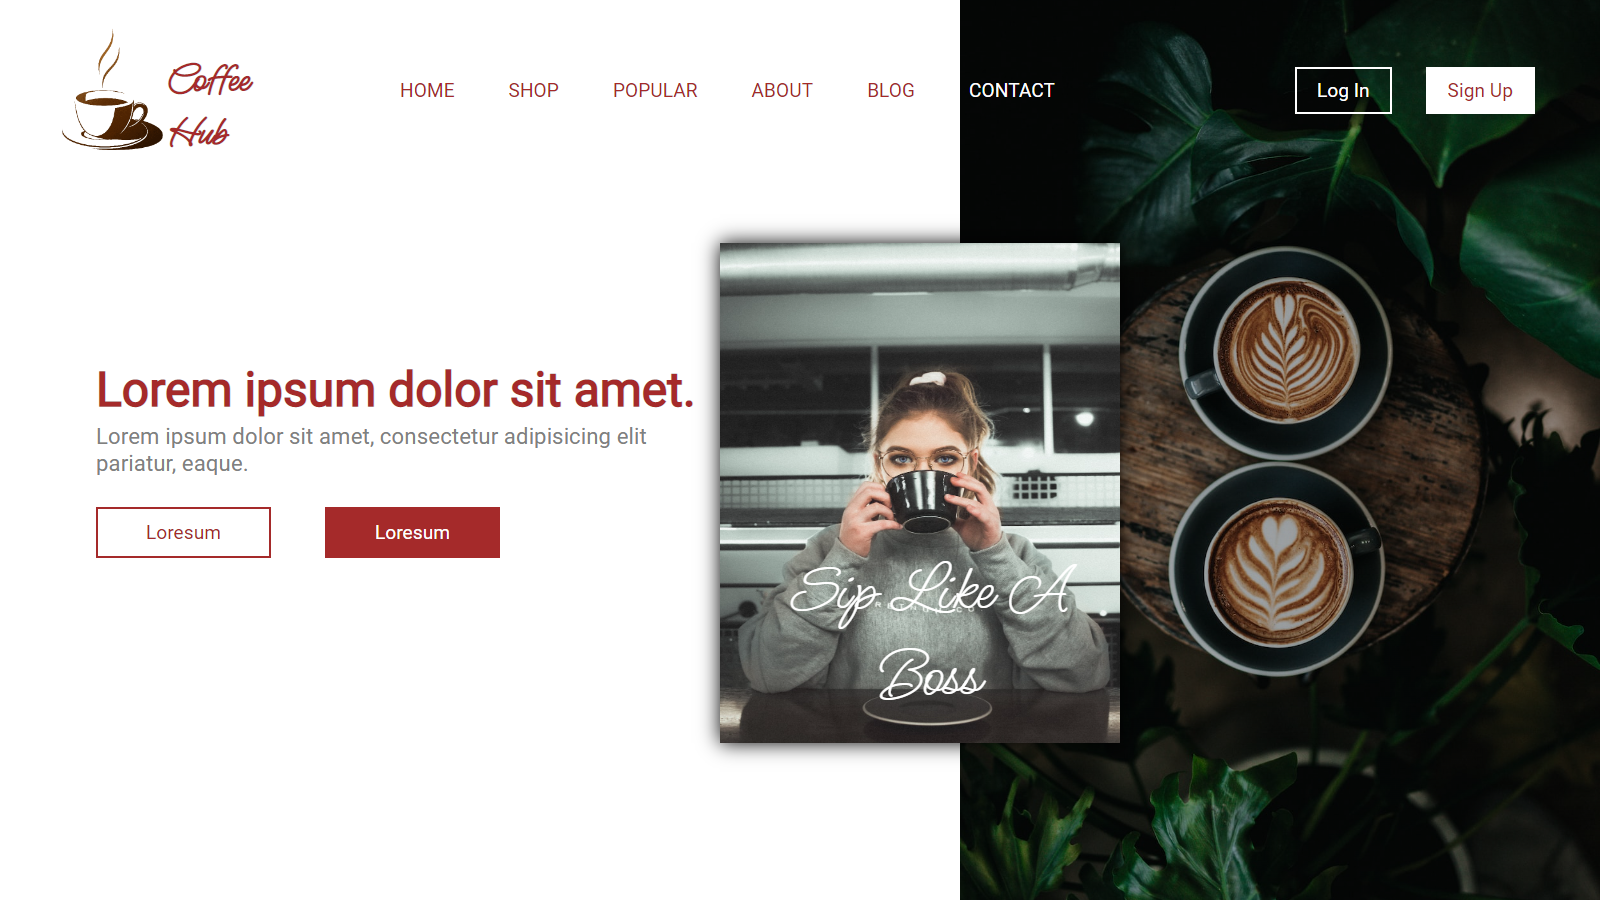 Coffee
Hub
HOME SHOP POPULAR ABOUT BLOG CONTACT
Log In Sign Up
Lorem ipsum dolor sit amet.
Lorem ipsum dolor sit amet, consectetur adipisicing elit
pariatur, eaque.
Loresum Loresum
Sip Like A
Boss